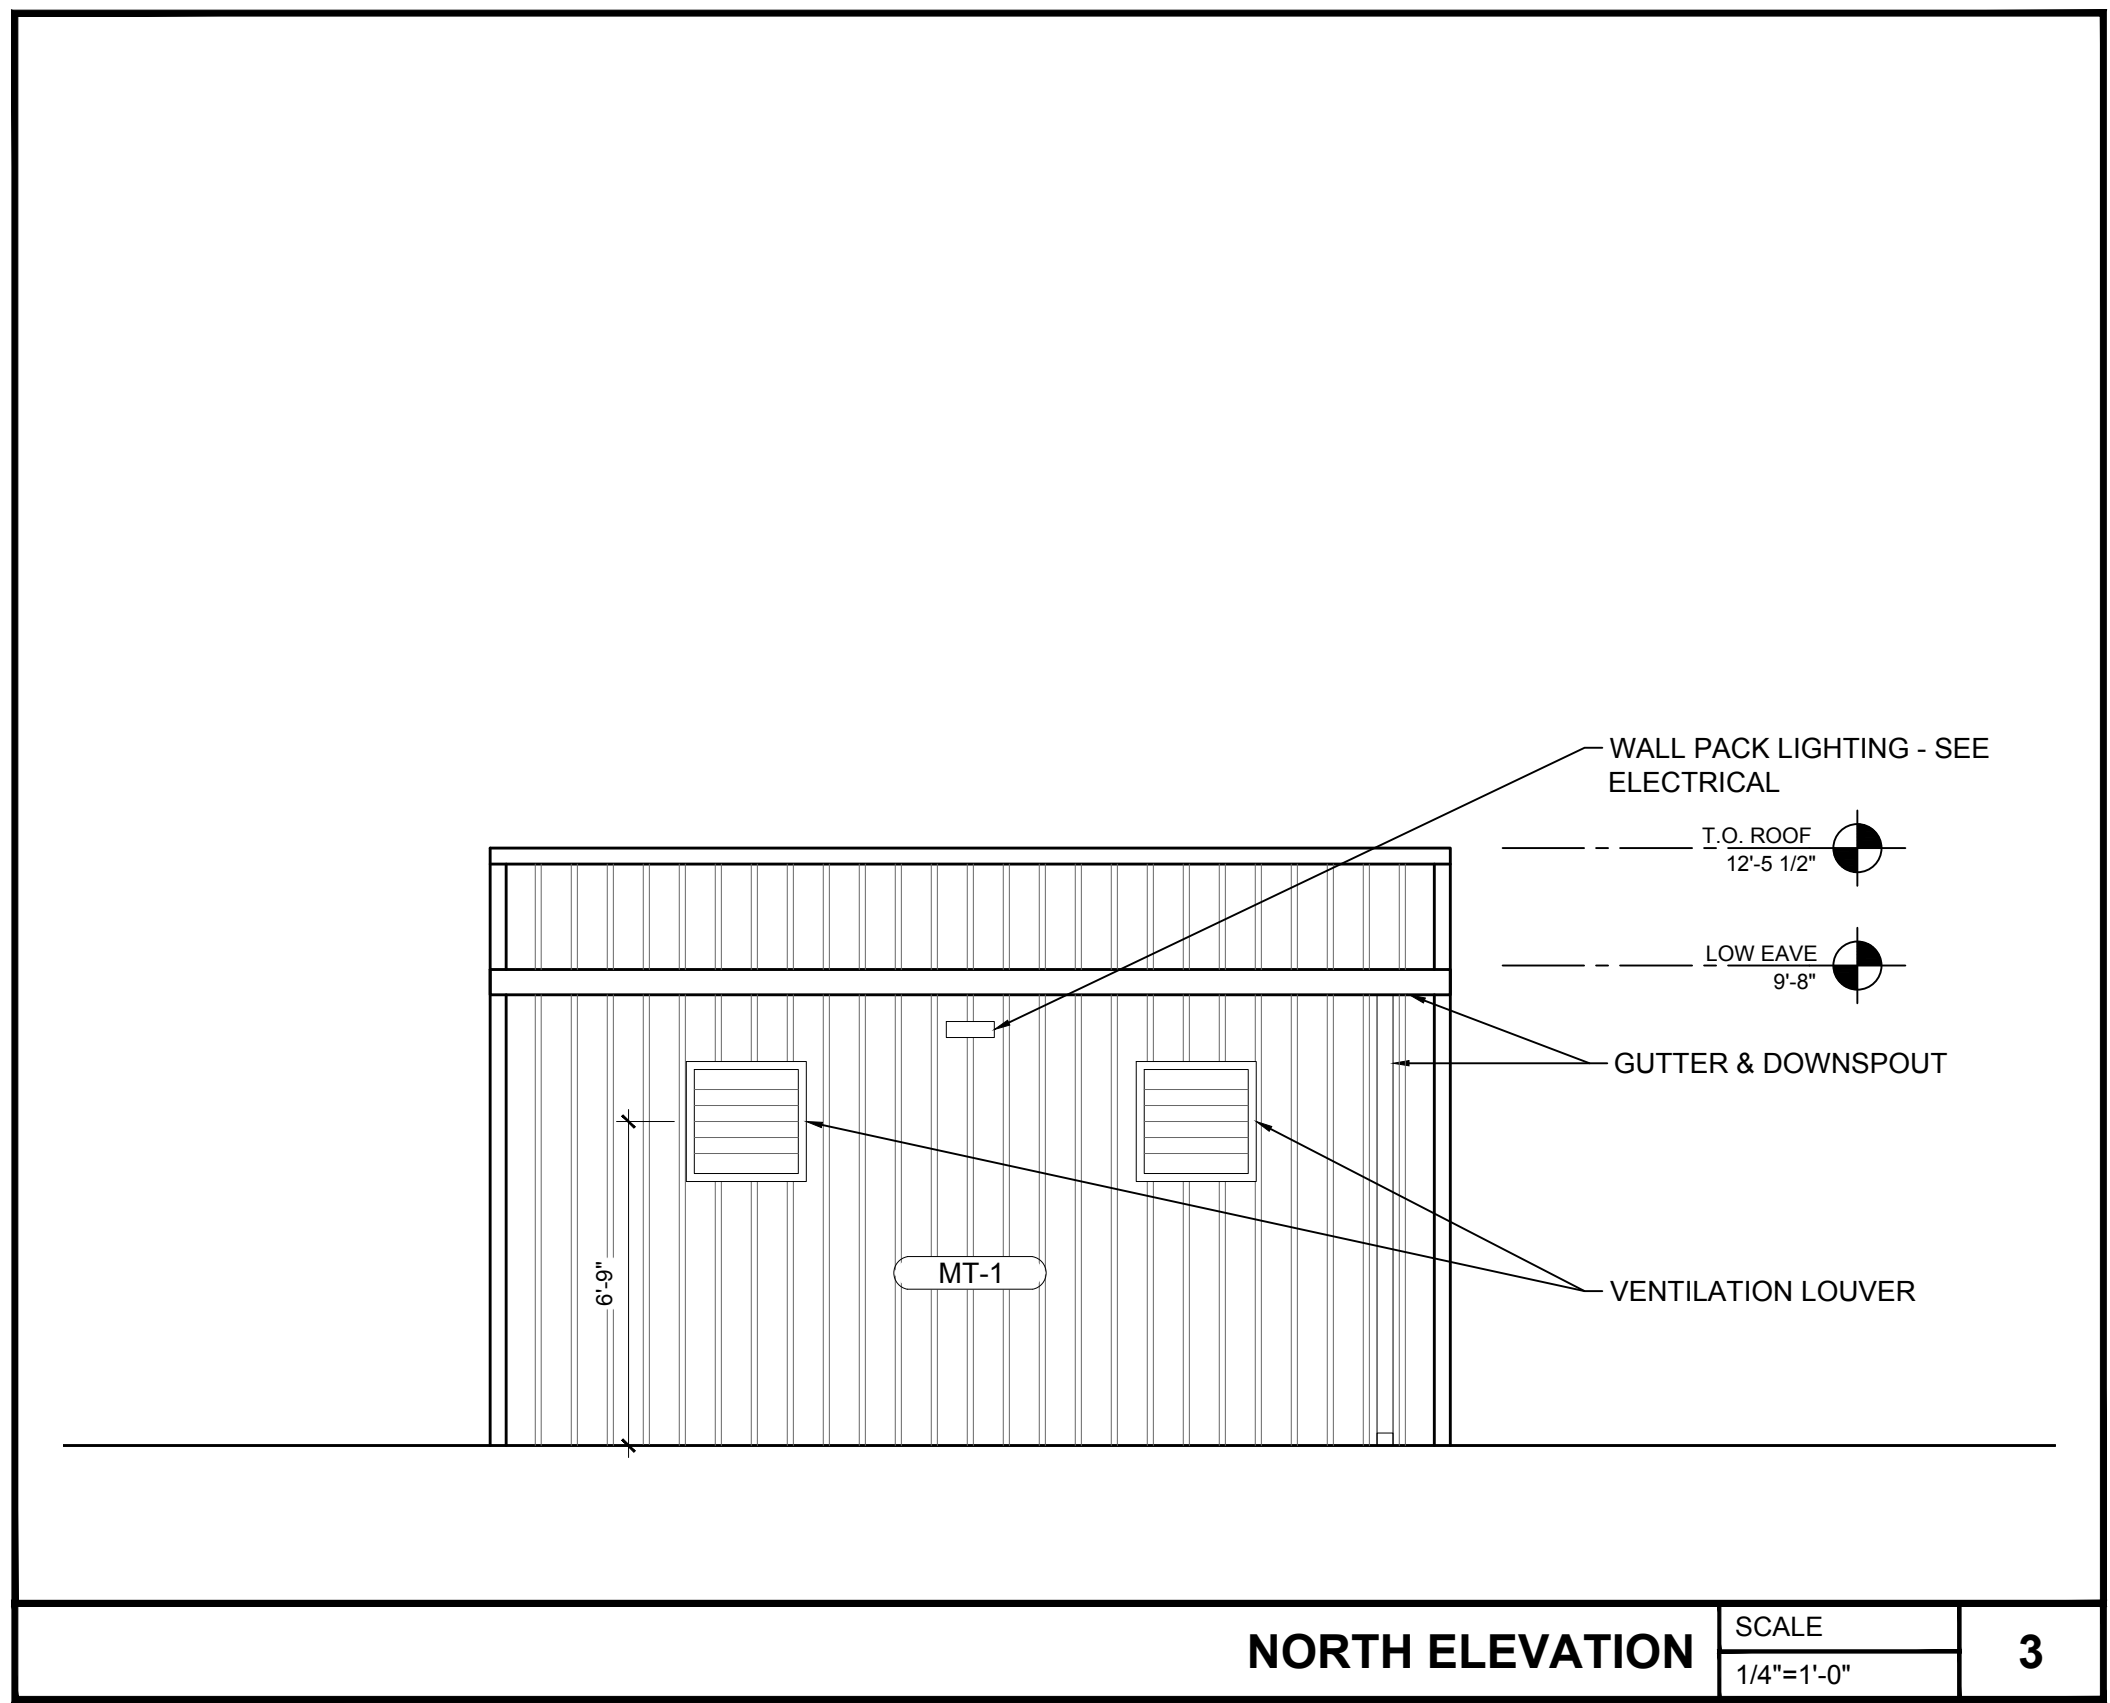 WALL PACK LIGHTING - SEE
ELECTRICAL
T.O. ROOF
12'-5 1/2"
LOW EAVE
9'-8"
GUTTER & DOWNSPOUT
6'-9"
MT-1
VENTILATION LOUVER
NORTH ELEVATION
SCALE
1/4"=1'-0"
3